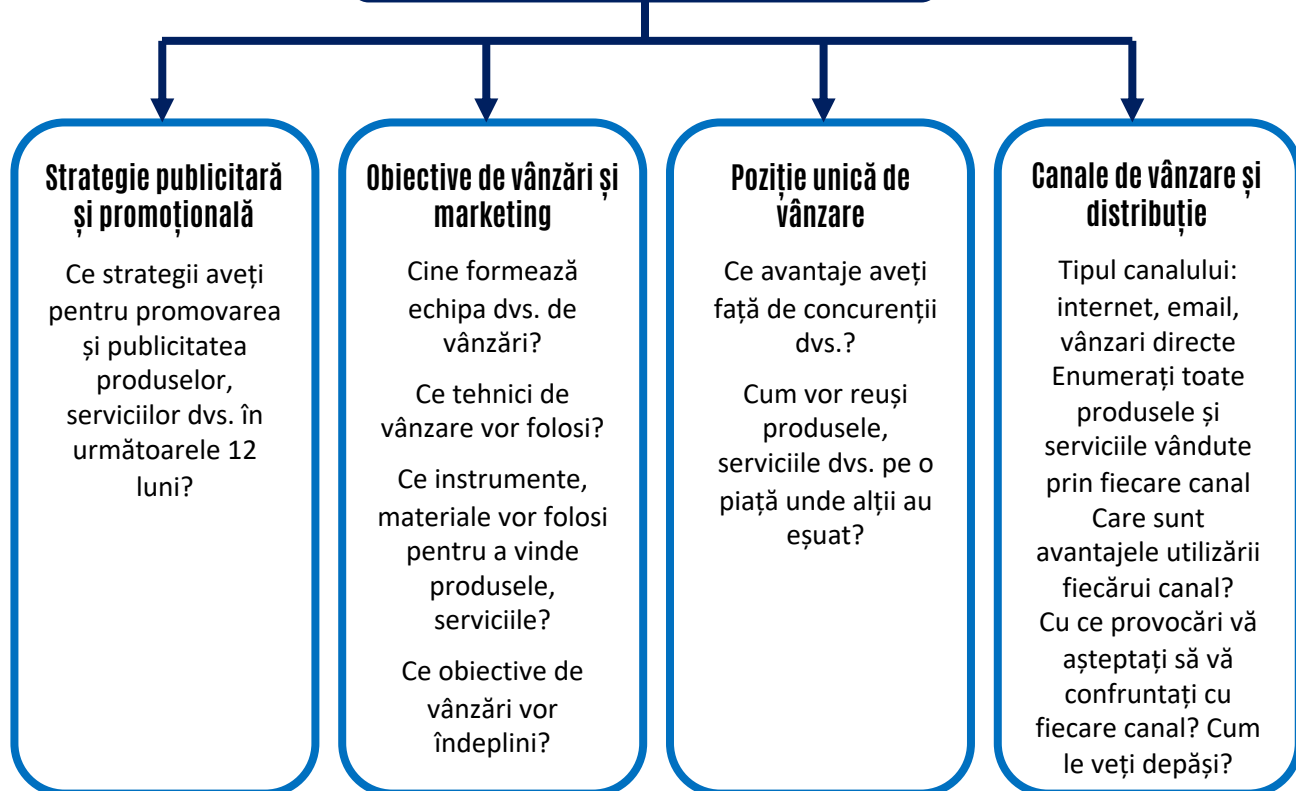 Strategie publicitară
și promoțională
Ce strategii aveți
pentru promovarea
și publicitatea
produselor,
serviciilor dvs. în
următoarele 12
luni?
Obiective de vânzări și
marketing
Cine formează
echipa dvs. de
vânzări?
Ce tehnici de
vânzare vor folosi?
Ce instrumente,
materiale vor folosi
pentru a vinde
produsele,
serviciile?
Ce obiective de
vânzări vor
îndeplini?
Poziție unică de
vânzare
Ce avantaje aveți
față de concurenții
dvs.?
Cum vor reuși
produsele,
serviciile dvs. pe o
piață unde alții au
eșuat?
Canale de vânzare și
distribuție
Tipul canalului:
internet, email,
vânzari directe
Enumerați toate
produsele și
serviciile vândute
prin fiecare canal
Care sunt
avantajele utilizării
fiecărui canal?
Cu ce provocări vă
așteptați să vă
confruntați cu
fiecare canal? Cum
le veți depăși?